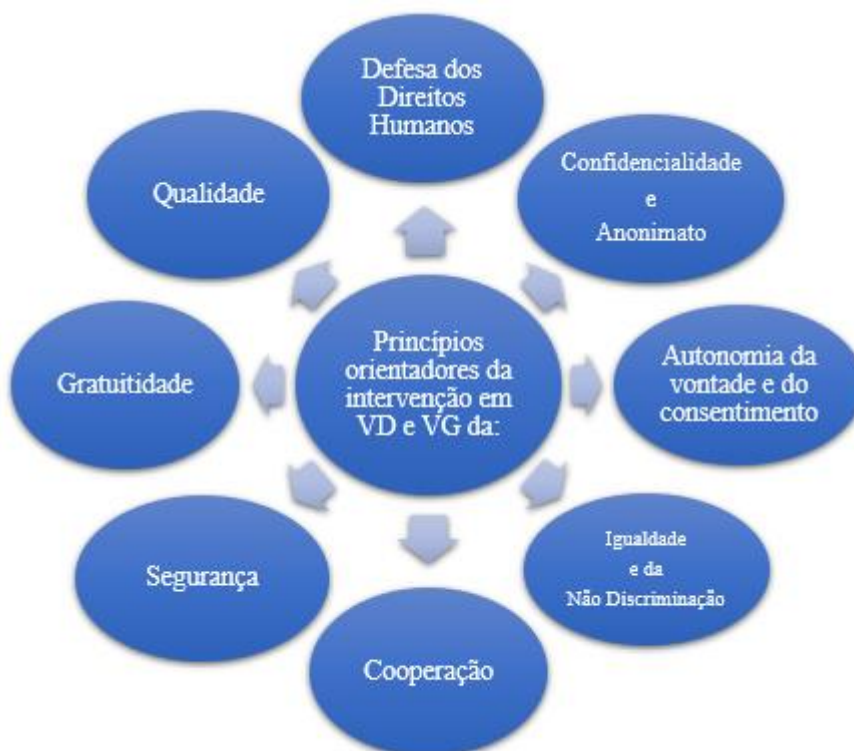 Defesa dos
Direitos
Humanos
Confidencialidade
e
Anonimato
Autonomia da
vontade e do
consentimento
Igualdade
e da
Não Discriminação
Cooperação
Segurança
Gratuitidade
Qualidade
Princípios
orientadores da
intervenção em
VD e VG da: